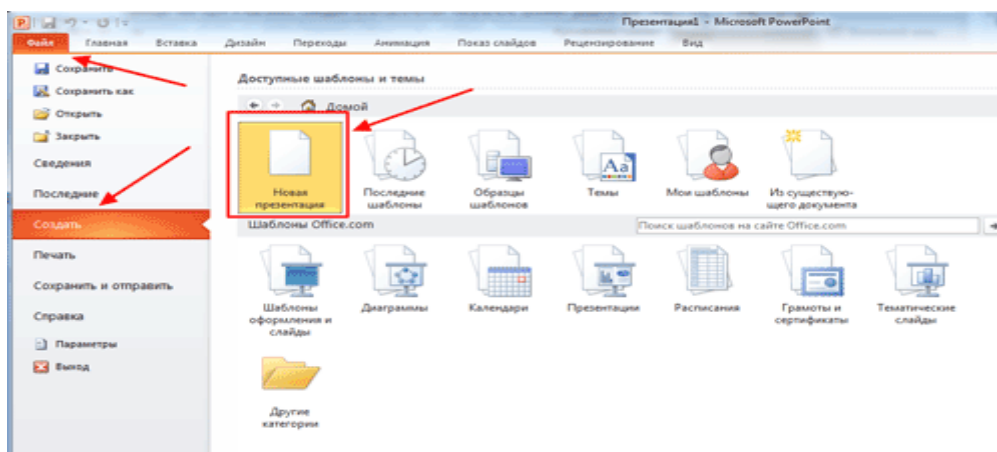 Презентация1 - Microsoft PowerPoint
Файл Главная Вставка Дизайн Переходы Анимация Показ слайдов Рецензирование Вид
Сохранить
Сохранить как
Открыть
Закрыть
Сведения
Последние
Создать
Печать
Сохранить и отправить
Справка
Параметры
Выход
Доступные шаблоны и темы
Домой
Новая
презентация
Последние
шаблоны
Образцы
шаблонов
Темы
Мои шаблоны
Из существую-
щего документа
Шаблоны Office.com
Поиск шаблонов на сайте Office.com
Шаблоны
оформления и
слайды
Диаграммы
Календари
Презентации
Расписания
Грамоты и
сертификаты
Тематические
слайды
Другие
категории